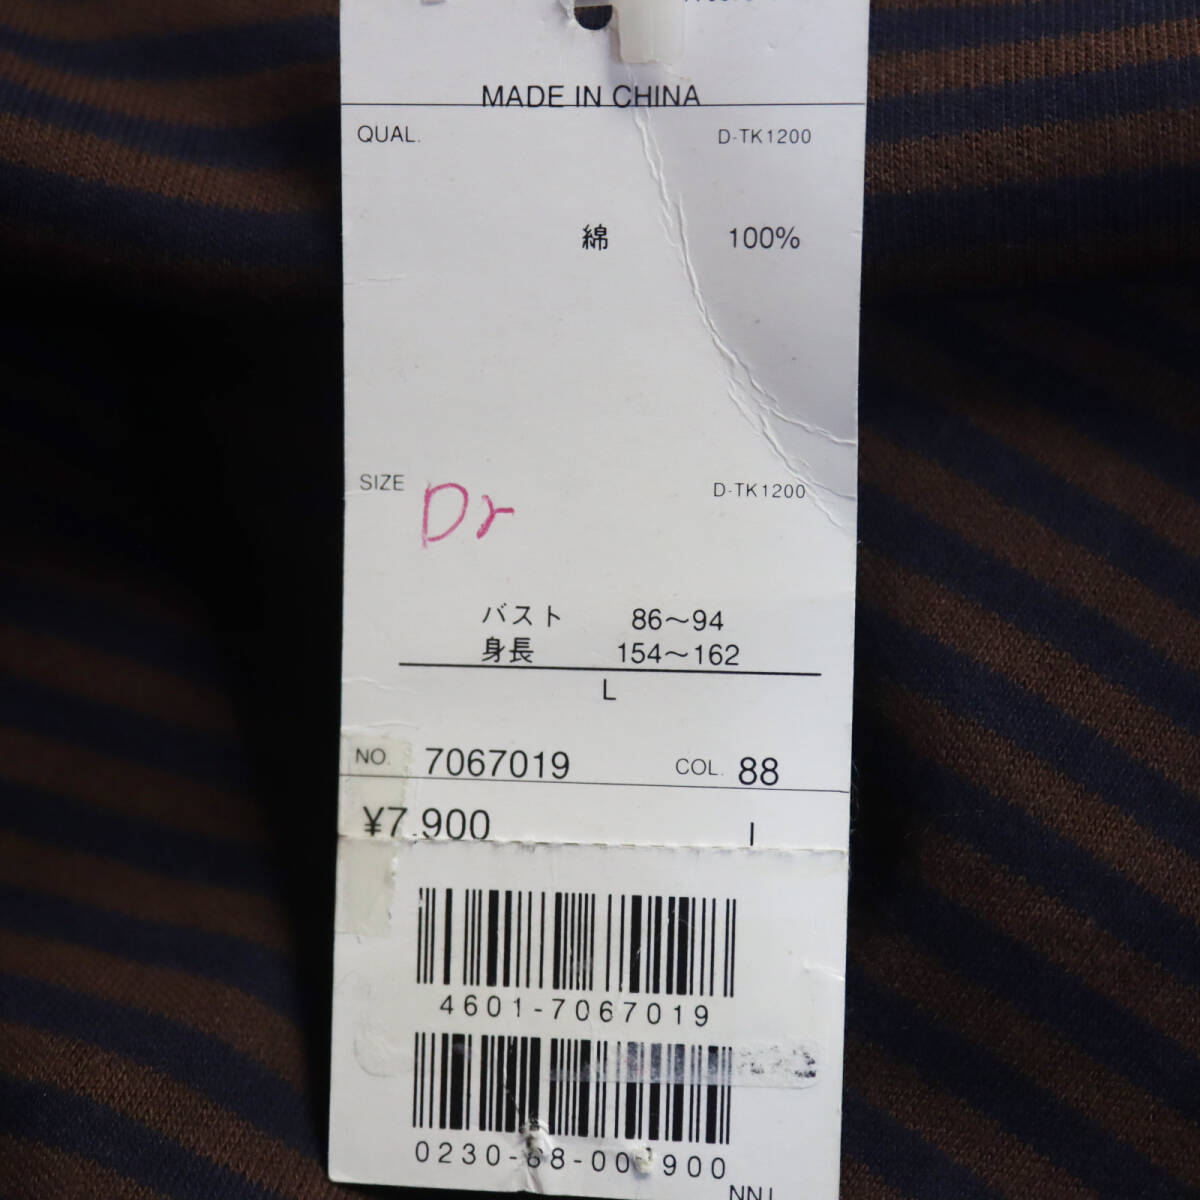 MADE IN CHINA
QUAL. D-TK1200
綿 100%
SIZE D-TK1200
バスト 86～94
身長 154～162
L
NO. 7067019 COL. 88
¥7,900 I
4601-7067019